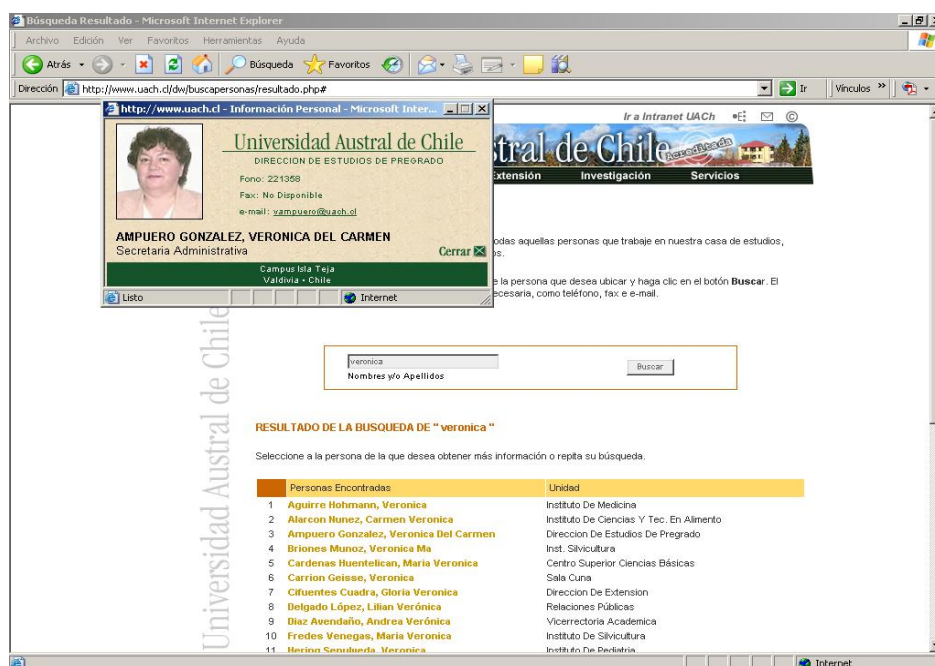 Búsqueda Resultado - Microsoft Internet Explorer
Archivo Edición Ver Favoritos Herramientas Ayuda
Atrás Búsqueda Favoritos
Dirección http://www.uach.cl/dw/buscapersonas/resultado.php# Ir Vínculos »
http://www.uach.cl - Información Personal - Microsoft Inter...
Universidad Austral de Chile
DIRECCION DE ESTUDIOS DE PREGRADO
Fono: 221358
Fax: No Disponible
e-mail: vampuero@uach.cl
AMPUERO GONZALEZ, VERONICA DEL CARMEN
Secretaria Administrativa
Cerrar
Campus Isla Teja
Valdivia • Chile
Listo Internet
Ir a Intranet UACh
stral de Chile Acreditada
Extensión Investigación Servicios
odas aquellas personas que trabaje en nuestra casa de estudios,
os.
e la persona que desea ubicar y haga clic en el botón Buscar. El
ecesaria, como teléfono, fax e e-mail.
veronica
Buscar
Nombres y/o Apellidos
Universidad Austral de Chile
RESULTADO DE LA BUSQUEDA DE " veronica "
Seleccione a la persona de la que desea obtener más información o repita su búsqueda.
Personas Encontradas Unidad
1 Aguirre Hohmann, Veronica Instituto De Medicina
2 Alarcon Nunez, Carmen Veronica Instituto De Ciencias Y Tec. En Alimento
3 Ampuero Gonzalez, Veronica Del Carmen Direccion De Estudios De Pregrado
4 Briones Munoz, Veronica Ma Inst. Silvicultura
5 Cardenas Huentelican, Maria Veronica Centro Superior Ciencias Básicas
6 Carrion Geisse, Veronica Sala Cuna
7 Cifuentes Cuadra, Gloria Veronica Direccion De Extension
8 Delgado López, Lilian Verónica Relaciones Públicas
9 Diaz Avendaño, Andrea Verónica Vicerrectoria Academica
10 Fredes Venegas, Maria Veronica Instituto De Silvicultura
11 Hering Sepulveda, Veronica Instituto De Pediatria
Internet